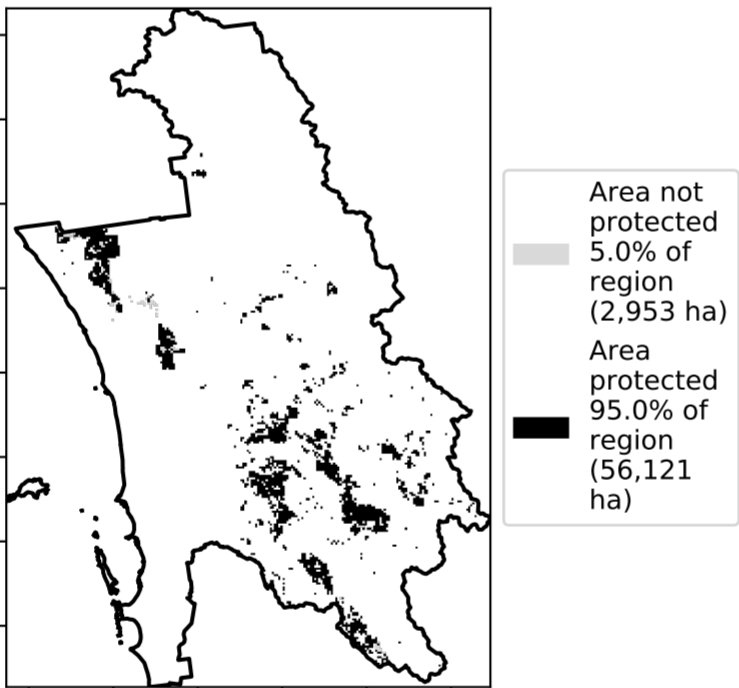 Area not
protected
5.0% of
region
(2,953 ha)
Area
protected
95.0% of
region
(56,121
ha)